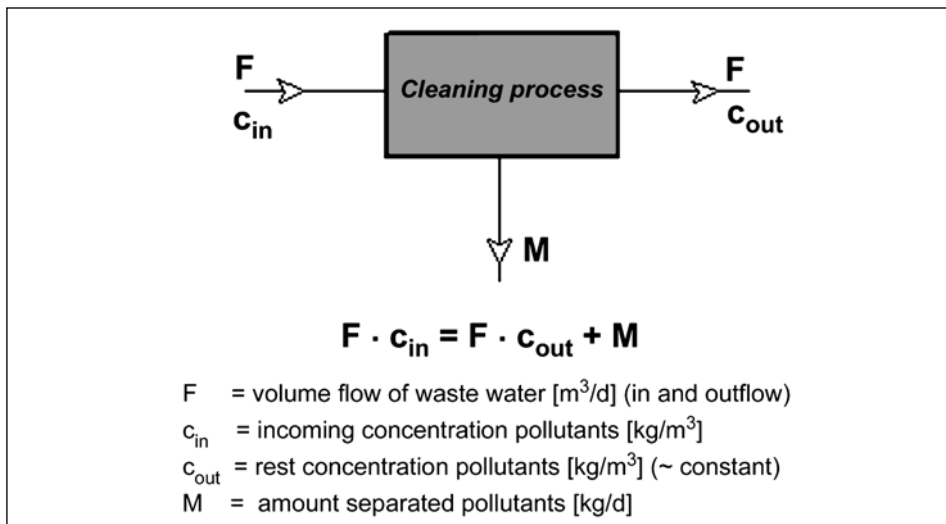 F
c_in
Cleaning process
F
c_out
M
F · c_in = F · c_out + M
F = volume flow of waste water [m³/d] (in and outflow)
c_in = incoming concentration pollutants [kg/m³]
c_out = rest concentration pollutants [kg/m³] (~ constant)
M = amount separated pollutants [kg/d]